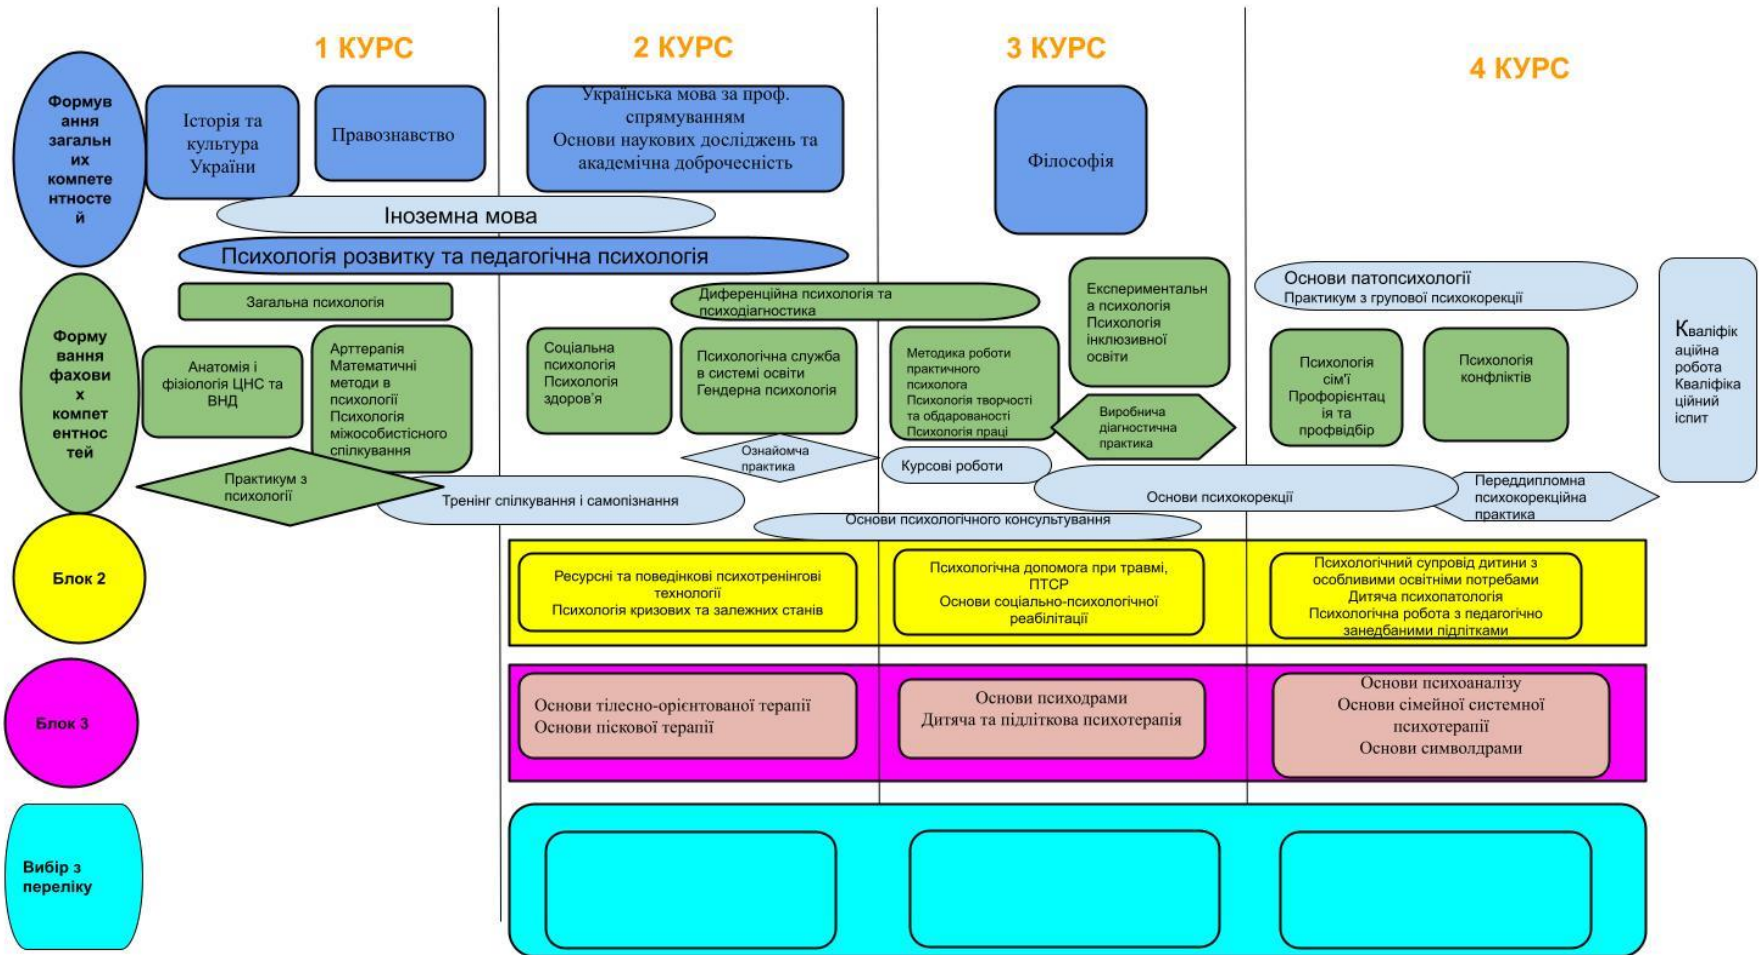 1 КУРС
2 КУРС
3 КУРС
4 КУРС
Формув
ання
загальн
их
компете
нтносте
й
Історія та
культура
України
Правознавство
Українська мова за проф.
спрямуванням
Основи наукових досліджень та
академічна доброчесність
Філософія
Іноземна мова
Психологія розвитку та педагогічна психологія
Форму
вання
фахови
х
компет
ентнос
тей
Загальна психологія
Диференційна психологія та
психодіагностика
Експериментальн
а психологія
Психологія
інклюзивної
освіти
Основи патопсихології
Практикум з групової психокорекції
Кваліфік
аційна
робота
Кваліфіка
ційний
іспит
Анатомія і
фізіологія ЦНС та
ВНД
Арттерапія
Математичні
методи в
психології
Психологія
міжособистісного
спілкування
Соціальна
психологія
Психологія
здоров'я
Психологічна служба
в системі освіти
Гендерна психологія
Методика роботи
практичного
психолога
Психологія творчості
та обдарованості
Психологія праці
Виробнича
діагностична
практика
Психологія
сім'ї
Профорієнтац
ія та
профвідбір
Психологія
конфліктів
Практикум з
психології
Тренінг спілкування і самопізнання
Ознайомча
практика
Курсові роботи
Основи психокорекції
Переддипломна
психокорекційна
практика
Основи психологічного консультування
Блок 2
Ресурсні та поведінкові психотренінгові
технології
Психологія кризових та залежних станів
Психологічна допомога при травмі,
ПТСР
Основи соціально-психологічної
реабілітації
Психологічний супровід дитини з
особливими освітніми потребами
Дитяча психопатологія
Психологічна робота з педагогічно
занедбаними підлітками
Блок 3
Основи тілесно-орієнтованої терапії
Основи піскової терапії
Основи психодрами
Дитяча та підліткова психотерапія
Основи психоаналізу
Основи сімейної системної
психотерапії
Основи символдрами
Вибір з
переліку